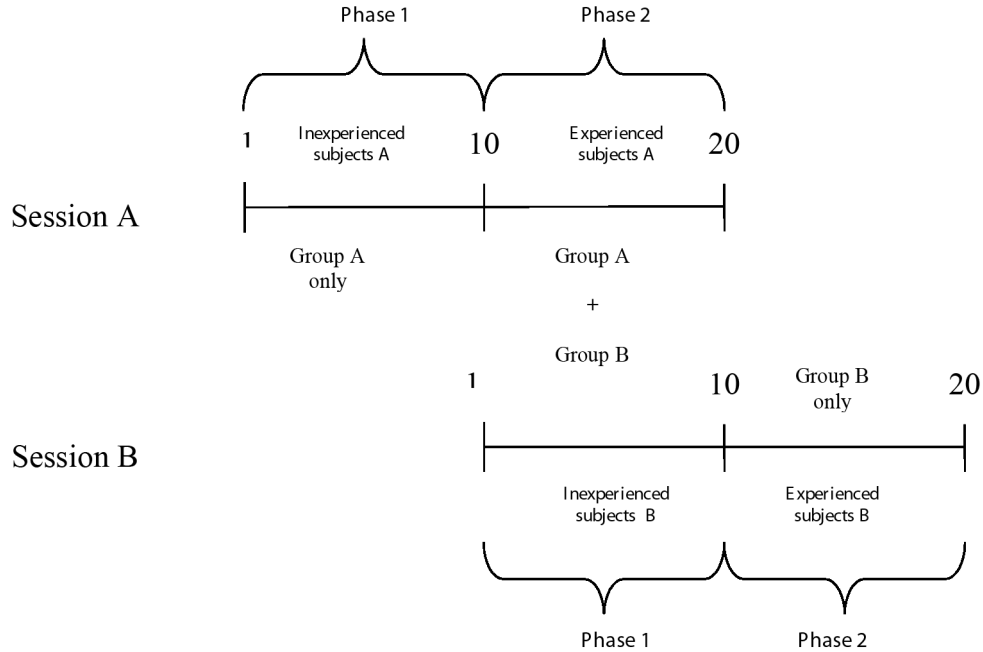 Phase 1
Phase 2
1
Inexperienced
subjects A
10
Experienced
subjects A
20
Session A
Group A
only
Group A
+
Group B
1
10
Group B
only
20
Session B
Inexperienced
subjects B
Experienced
subjects B
Phase 1
Phase 2